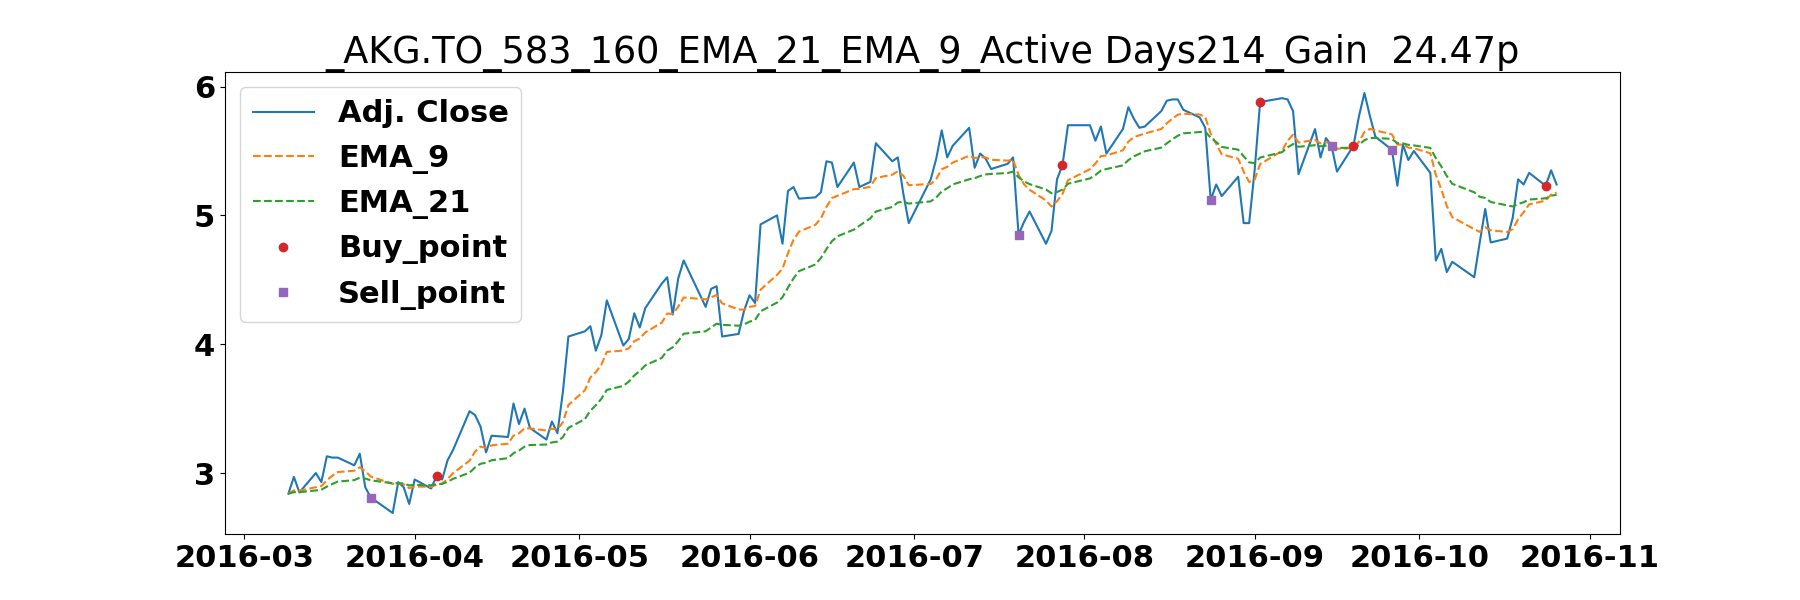 _AKG.TO_583_160_EMA_21_EMA_9_Active Days214_Gain  24.47p
6
5
4
3
Adj. Close
EMA_9
EMA_21
Buy_point
Sell_point
2016-03 2016-04 2016-05 2016-06 2016-07 2016-08 2016-09 2016-10 2016-11